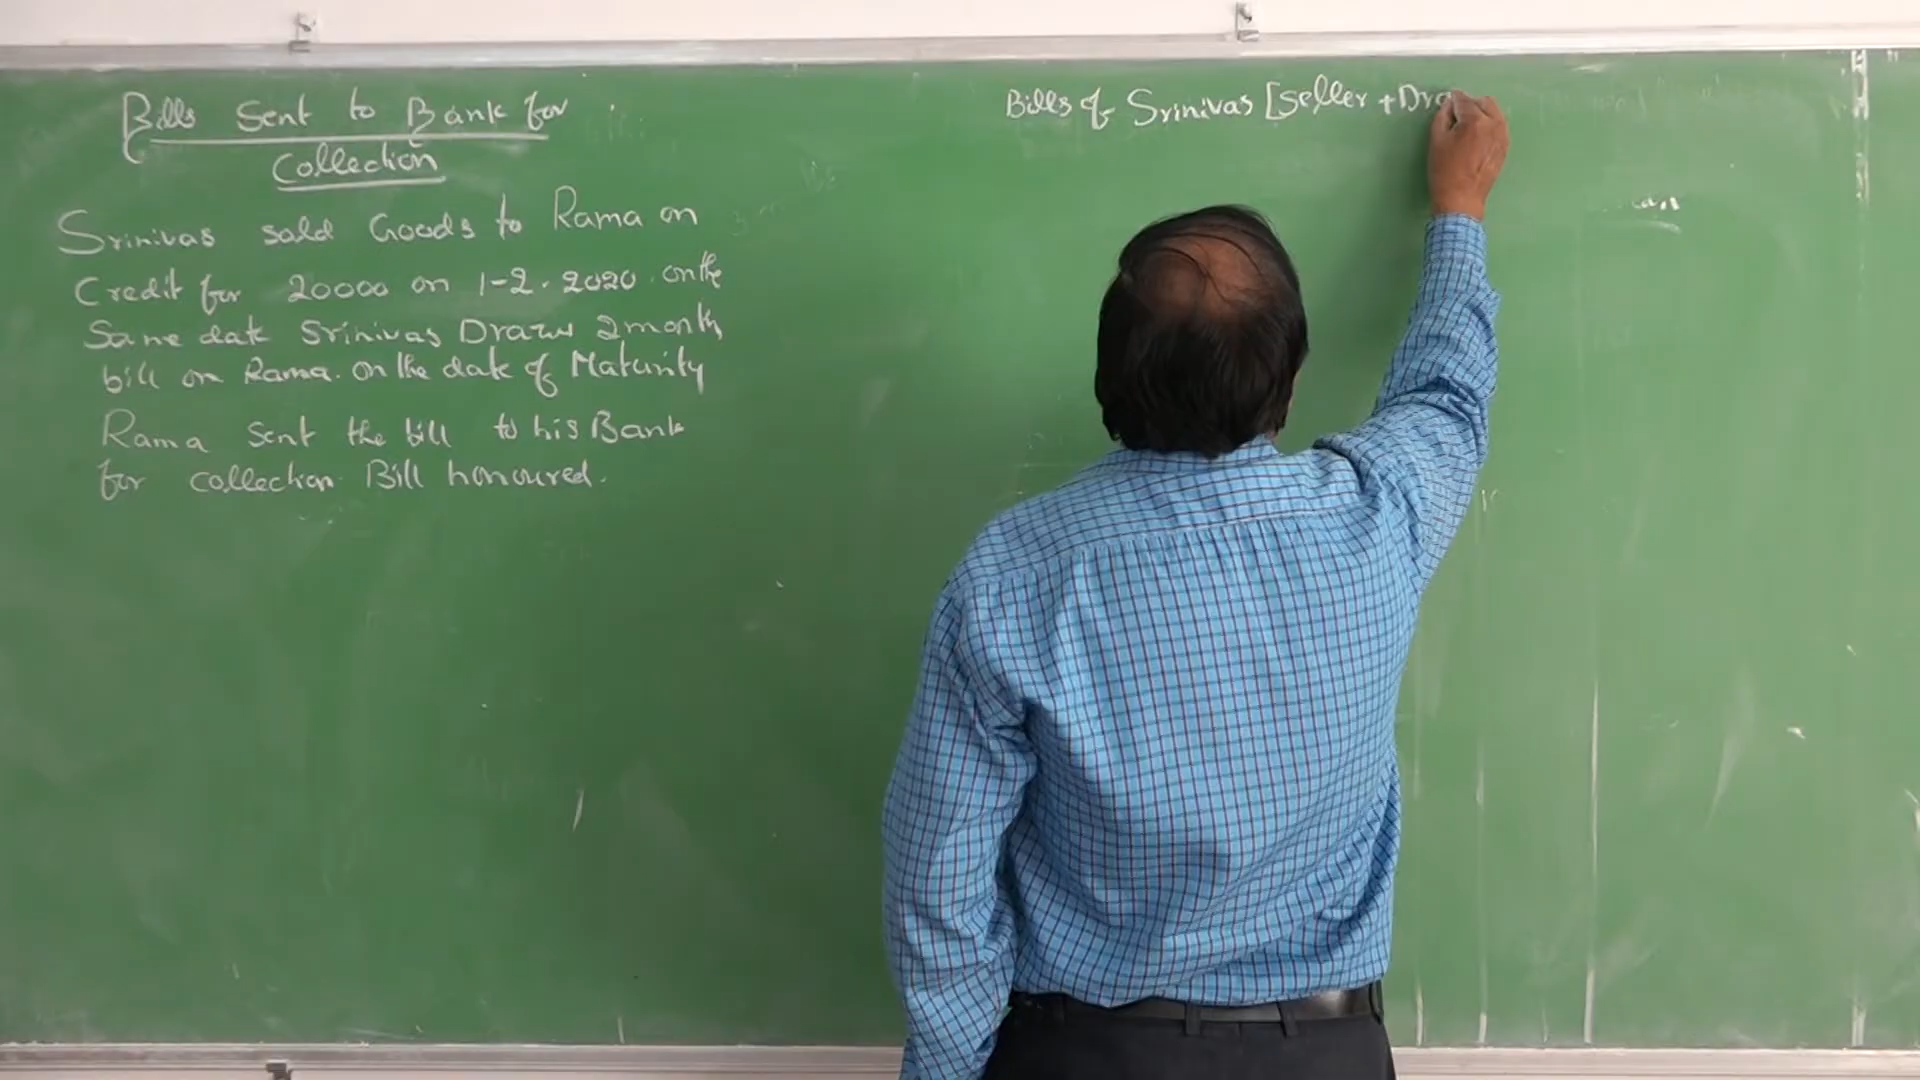 Bills Sent to Bank for
Collection
Srinivas sold Goods to Rama on
Credit for 20000 on 1-2.2020. on the
Same date Srinivas Draws 2 month
bill on Rama. on the date of Maturity
Rama Sent the bill to his Bank
for collection. Bill honoured.
Bills of Srinivas [Seller + Dra